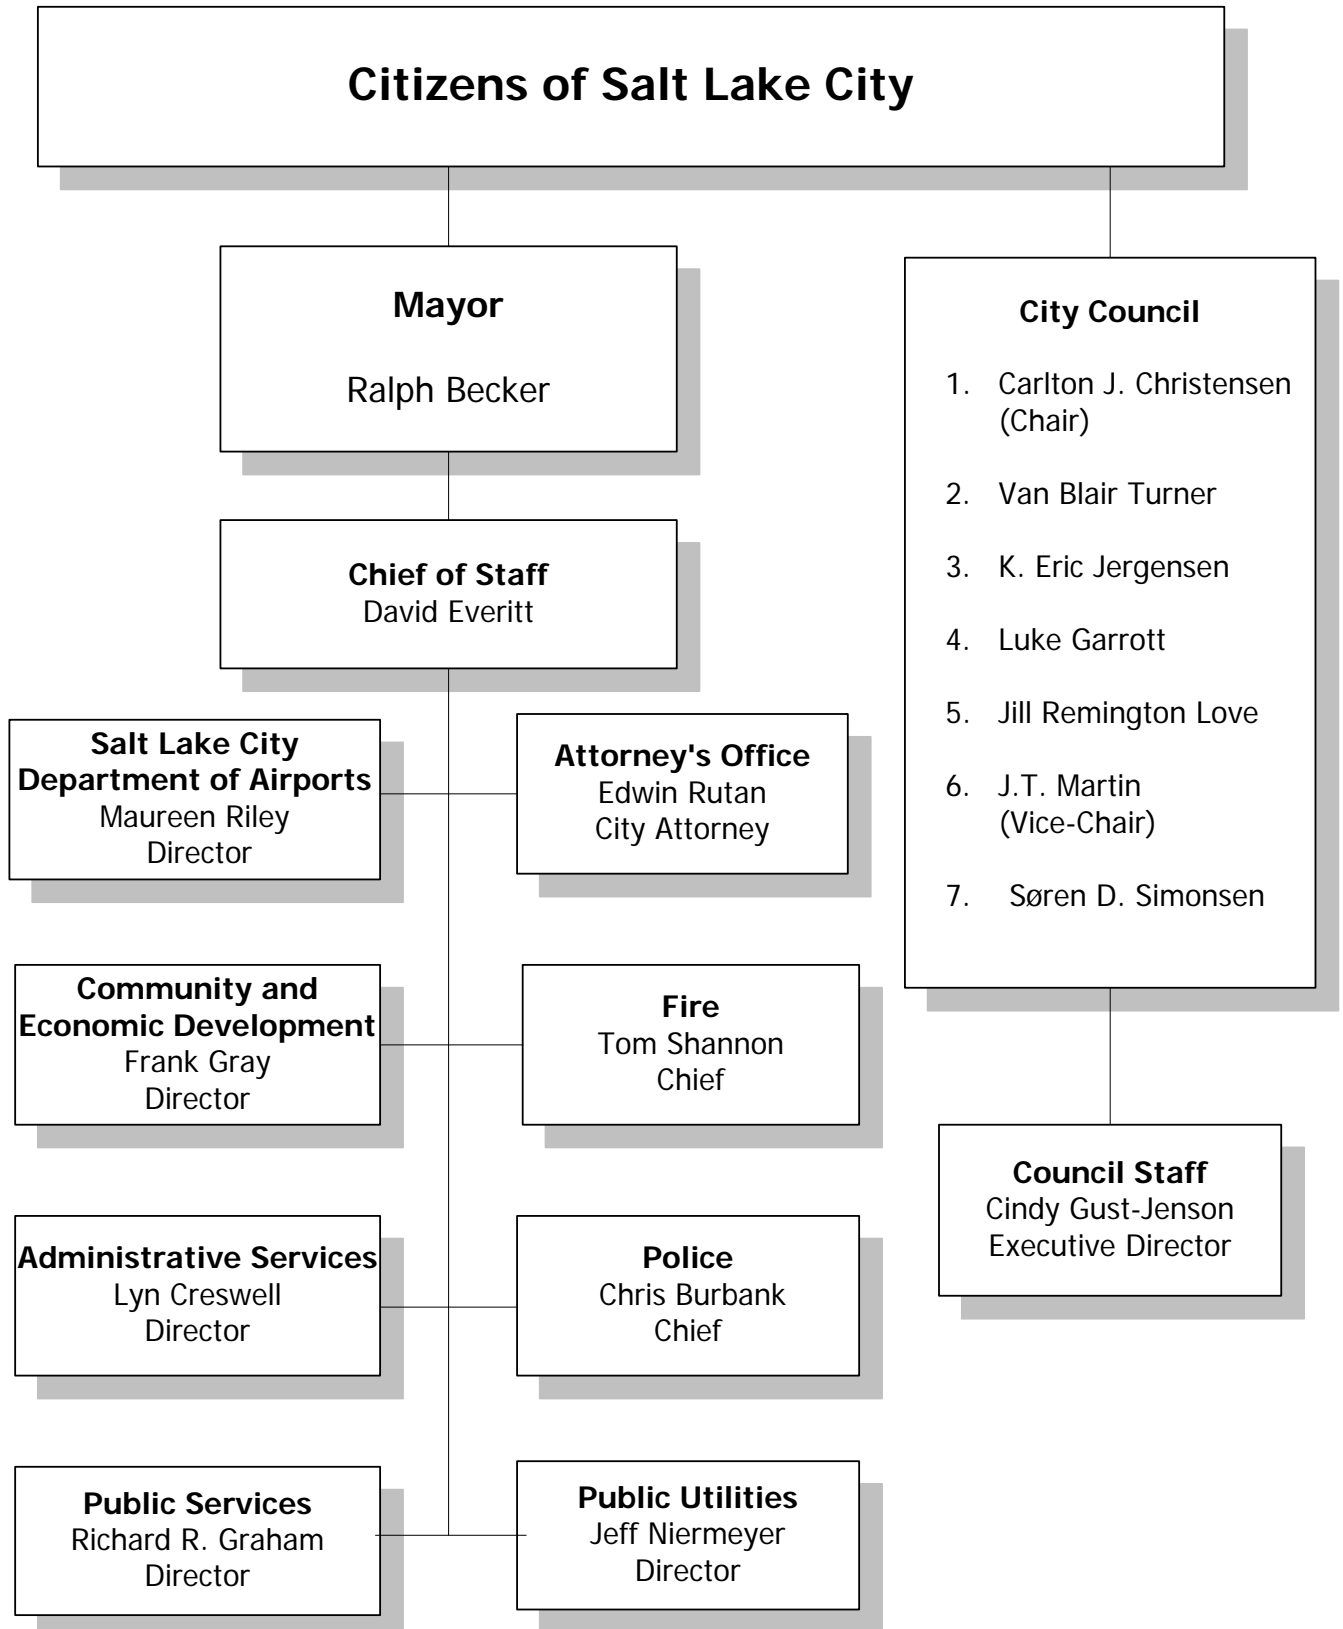 Citizens of Salt Lake City
Mayor
Ralph Becker
Chief of Staff
David Everitt
Salt Lake City
Department of Airports
Maureen Riley
Director
Attorney's Office
Edwin Rutan
City Attorney
Community and
Economic Development
Frank Gray
Director
Fire
Tom Shannon
Chief
Administrative Services
Lyn Creswell
Director
Police
Chris Burbank
Chief
Public Services
Richard R. Graham
Director
Public Utilities
Jeff Niermeyer
Director
City Council
1. Carlton J. Christensen
(Chair)
2. Van Blair Turner
3. K. Eric Jergensen
4. Luke Garrott
5. Jill Remington Love
6. J.T. Martin
(Vice-Chair)
7. Søren D. Simonsen
Council Staff
Cindy Gust-Jenson
Executive Director